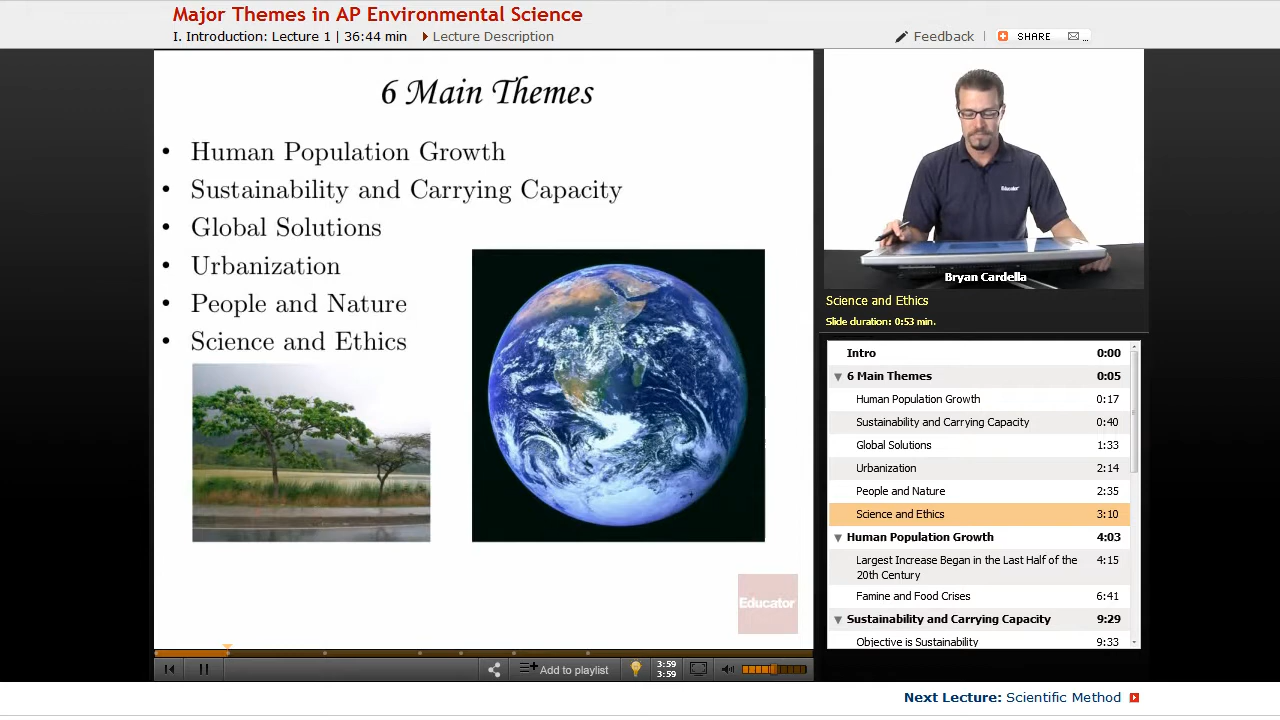 Major Themes in AP Environmental Science
I. Introduction: Lecture 1 | 36:44 min
Lecture Description
Feedback
SHARE
...
6 Main Themes
• Human Population Growth
• Sustainability and Carrying Capacity
• Global Solutions
• Urbanization
• People and Nature
• Science and Ethics
Educator
Educator
Bryan Cardella
Science and Ethics
Slide duration: 0:53 min.
Intro 0:00
6 Main Themes 0:05
Human Population Growth 0:17
Sustainability and Carrying Capacity 0:40
Global Solutions 1:33
Urbanization 2:14
People and Nature 2:35
Science and Ethics 3:10
Human Population Growth 4:03
Largest Increase Began in the Last Half of the 4:15
20th Century
Famine and Food Crises 6:41
Sustainability and Carrying Capacity 9:29
Objective is Sustainability 9:33
Add to playlist
3:59
3:59
Next Lecture: Scientific Method